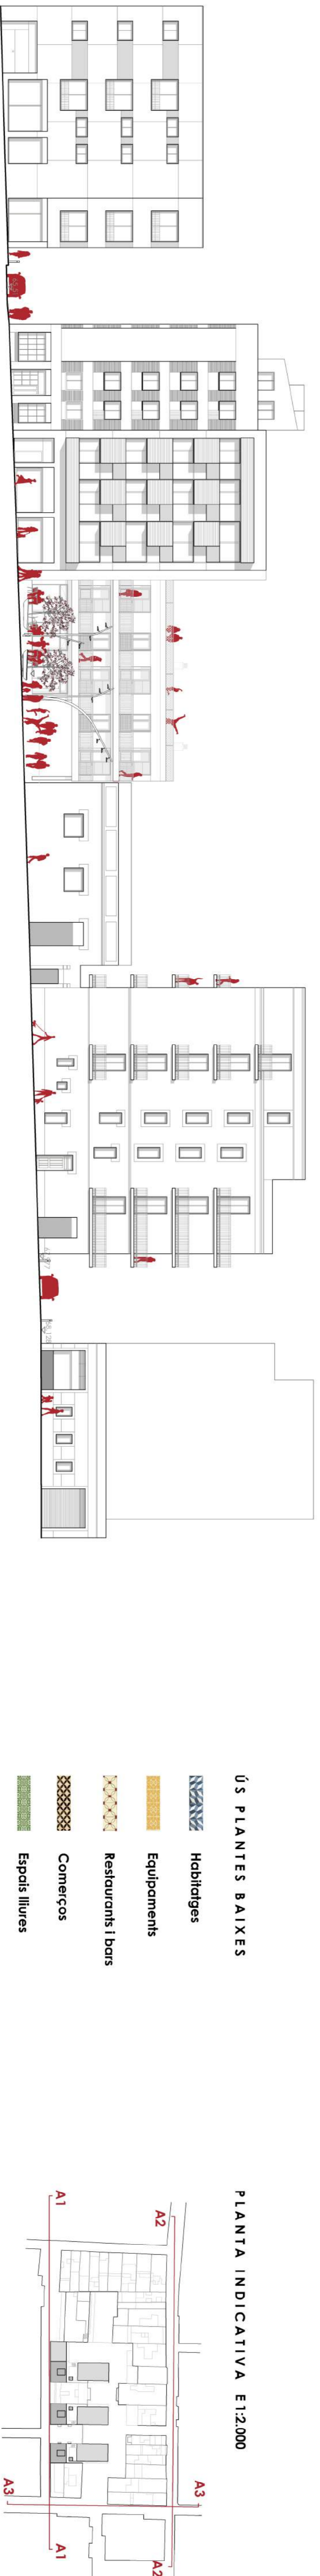 ÚS PLANTES BAIXES
Habitatges
Equipaments
Restaurants i bars
Comerços
Espais lliures
PLANTA INDICATIVA E1:2.000
A2
A3
A1
A1
A2
A3